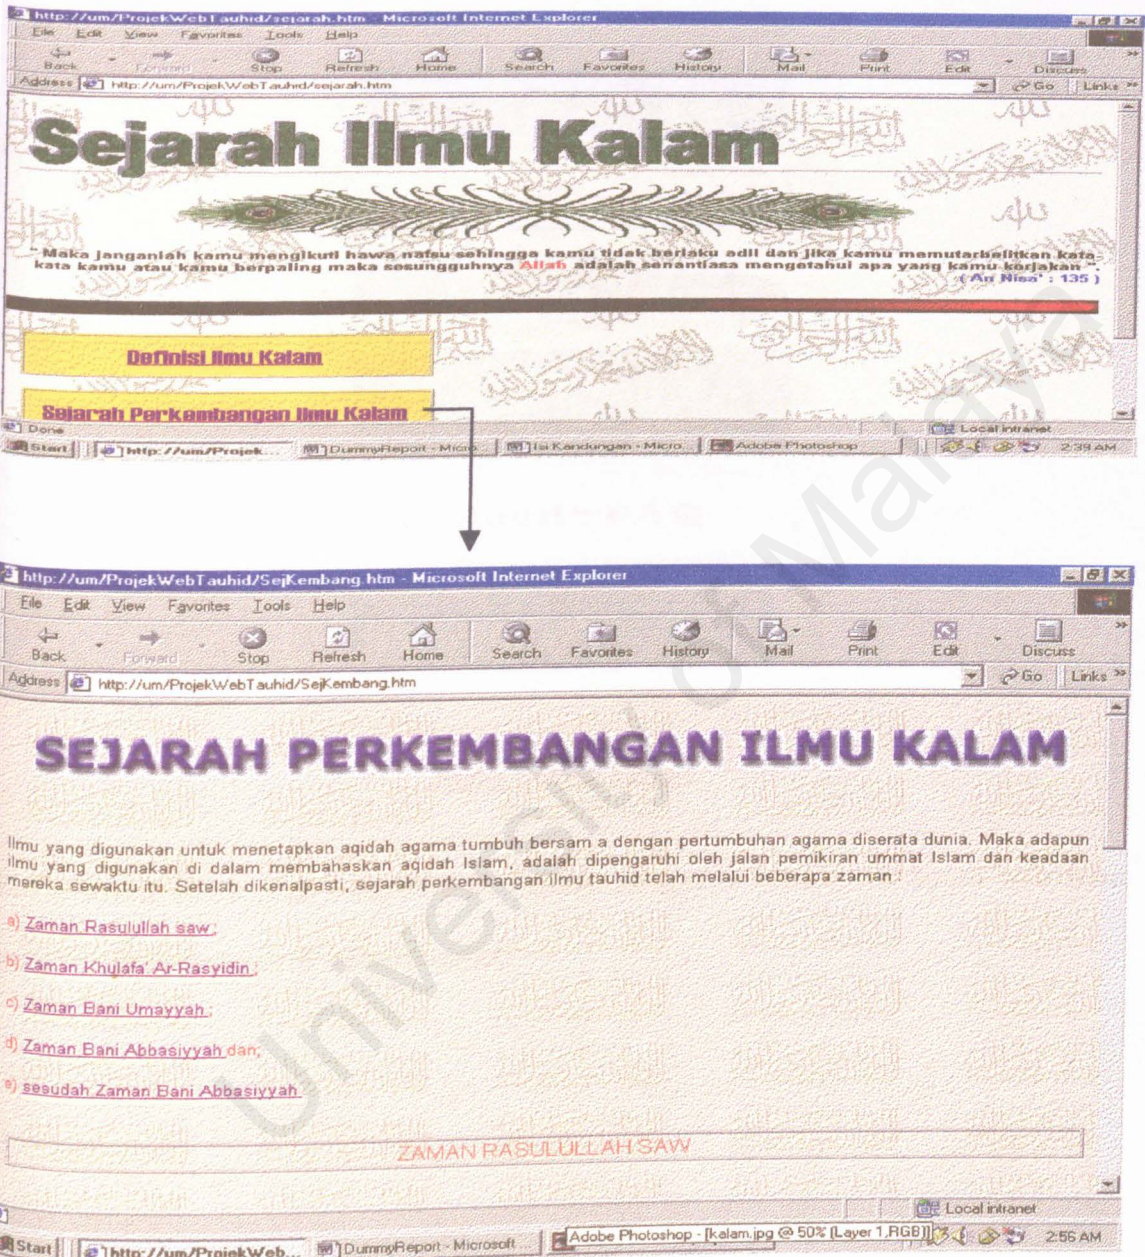 http://um/ProjekWebTauhid/sejarah.htm - Microsoft Internet Explorer
File Edit View Favorites Tools Help
Back Forward Stop Refresh Home Search Favorites History Mail Print Edit Discuss
Address http://um/ProjekWebTauhid/sejarah.htm Go Links »
Sejarah Ilmu Kalam
" Maka janganlah kamu mengikuti hawa nafsu sehingga kamu tidak berlaku adil dan jika kamu memutarbelitkan kata-
kata kamu atau kamu berpaling maka sesungguhnya Allah adalah senantiasa mengetahui apa yang kamu kerjakan ".
( An Nisa' : 135 )
Definisi Ilmu Kalam
Sejarah Perkembangan Ilmu Kalam
Done Local intranet
Start http://um/Projek... DummyReport - Micro... Isi Kandungan - Micro... Adobe Photoshop 2:39 AM
http://um/ProjekWebTauhid/SejKembang.htm - Microsoft Internet Explorer
File Edit View Favorites Tools Help
Back Forward Stop Refresh Home Search Favorites History Mail Print Edit Discuss »
Address http://um/ProjekWebTauhid/SejKembang.htm Go Links »
SEJARAH PERKEMBANGAN ILMU KALAM
Ilmu yang digunakan untuk menetapkan aqidah agama tumbuh bersam a dengan pertumbuhan agama diserata dunia. Maka adapun
ilmu yang digunakan di dalam membahaskan aqidah Islam, adalah dipengaruhi oleh jalan pemikiran ummat Islam dan keadaan
mereka sewaktu itu. Setelah dikenalpasti, sejarah perkembangan ilmu tauhid telah melalui beberapa zaman :
a) Zaman Rasulullah saw ;
b) Zaman Khulafa' Ar-Rasyidin ;
c) Zaman Bani Umayyah ;
d) Zaman Bani Abbasiyyah dan;
e) sesudah Zaman Bani Abbasiyyah
ZAMAN RASULULLAH SAW
Local intranet
Start http://um/ProjekWeb... DummyReport - Microsoft Adobe Photoshop - [kalam.jpg @ 50% (Layer 1,RGB)] 2:56 AM
University of Malaya